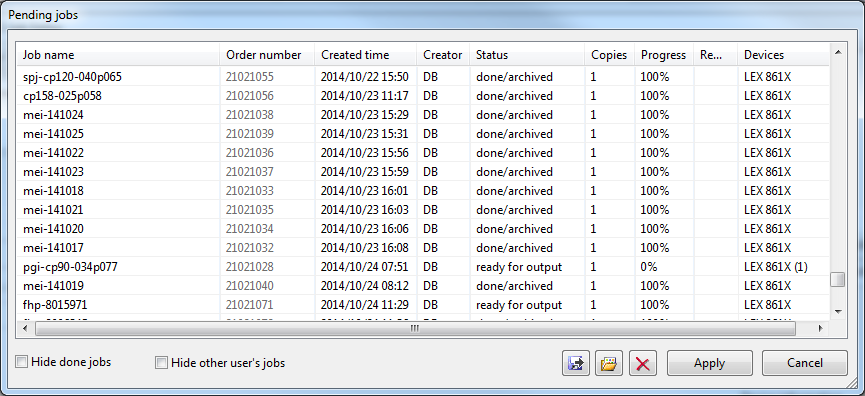 Pending jobs
Job name Order number Created time Creator Status Copies Progress Re... Devices
spj-cp120-040p065 21021055 2014/10/22 15:50 DB done/archived 1 100% LEX 861X
cp158-025p058 21021056 2014/10/23 11:17 DB done/archived 1 100% LEX 861X
mei-141024 21021038 2014/10/23 15:29 DB done/archived 1 100% LEX 861X
mei-141025 21021039 2014/10/23 15:31 DB done/archived 1 100% LEX 861X
mei-141022 21021036 2014/10/23 15:56 DB done/archived 1 100% LEX 861X
mei-141023 21021037 2014/10/23 15:59 DB done/archived 1 100% LEX 861X
mei-141018 21021033 2014/10/23 16:01 DB done/archived 1 100% LEX 861X
mei-141021 21021035 2014/10/23 16:03 DB done/archived 1 100% LEX 861X
mei-141020 21021034 2014/10/23 16:06 DB done/archived 1 100% LEX 861X
mei-141017 21021032 2014/10/23 16:08 DB done/archived 1 100% LEX 861X
pgi-cp90-034p077 21021028 2014/10/24 07:51 DB ready for output 1 0% LEX 861X (1)
mei-141019 21021040 2014/10/24 08:12 DB done/archived 1 100% LEX 861X
fhp-8015971 21021071 2014/10/24 11:29 DB ready for output 1 100% LEX 861X
Hide done jobs Hide other user's jobs Apply Cancel